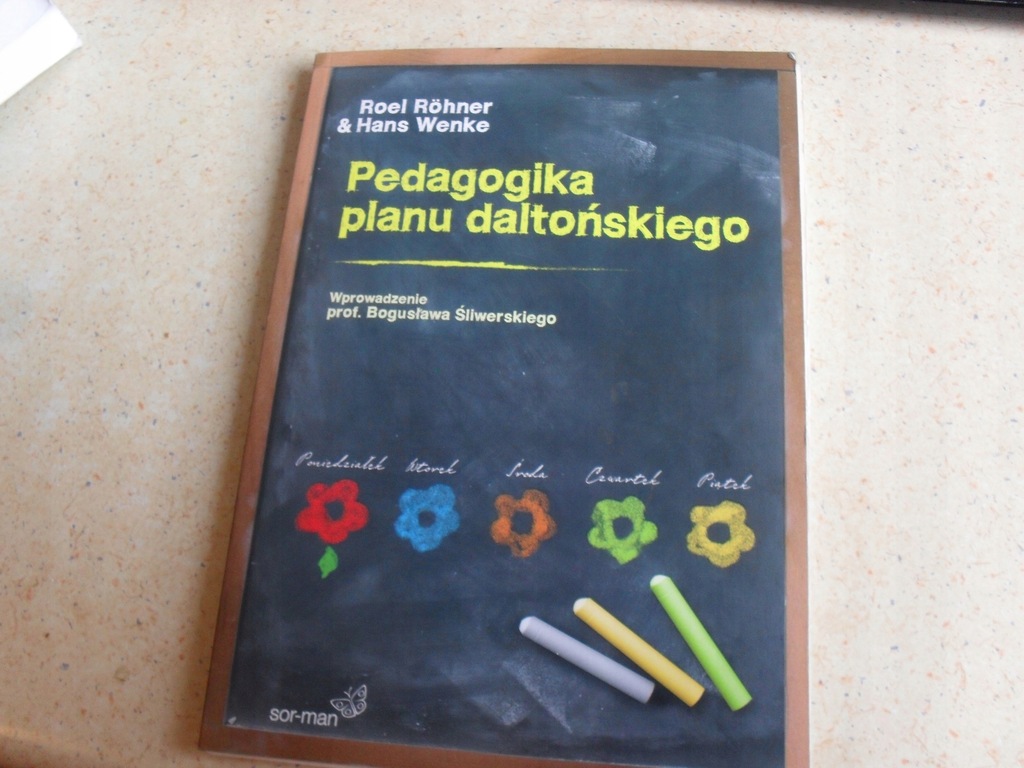 Roel Röhner
& Hans Wenke
Pedagogika
planu daltońskiego
Wprowadzenie
prof. Bogusława Śliwerskiego
Poniedziałek Wtorek Środa Czwartek Piątek
sor-man